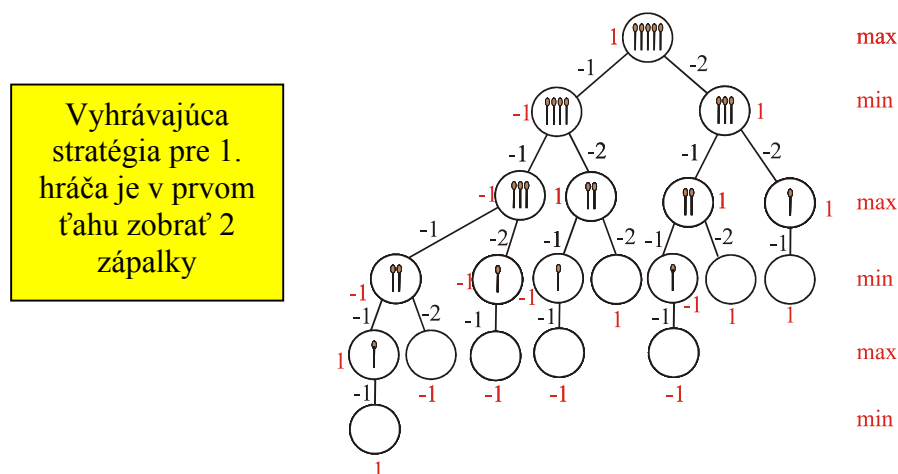 Vyhrávajúca
stratégia pre 1.
hráča je v prvom
ťahu zobrať 2
zápalky
1 max
-1 -2
-1 1 min
-1 -2 -1 -2
-1 1 1 1 max
-1 -2 -1 -2 -1 -2 -1
-1 -1 -1 1 -1 1 1 min
-1 -2 -1 -1 -1
1 -1 -1 -1 -1 max
-1 min
1